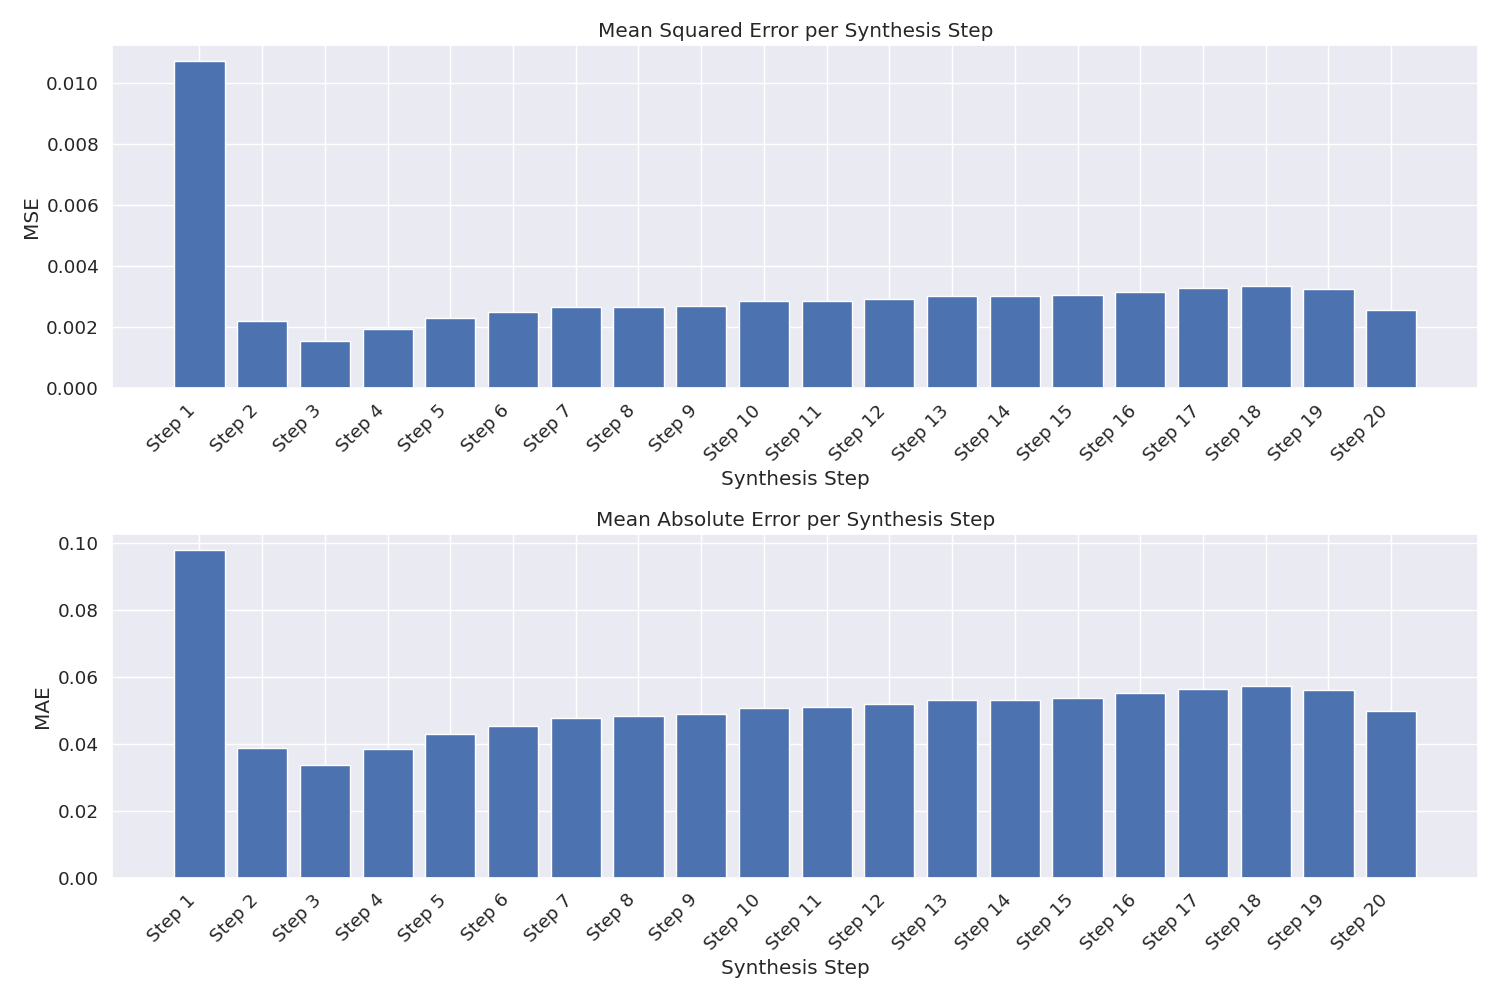 Mean Squared Error per Synthesis Step
0.010
0.008
0.006
0.004
0.002
0.000
MSE
Step 1
Step 2
Step 3
Step 4
Step 5
Step 6
Step 7
Step 8
Step 9
Step 10
Step 11
Step 12
Step 13
Step 14
Step 15
Step 16
Step 17
Step 18
Step 19
Step 20
Synthesis Step
Mean Absolute Error per Synthesis Step
0.10
0.08
0.06
0.04
0.02
0.00
MAE
Step 1
Step 2
Step 3
Step 4
Step 5
Step 6
Step 7
Step 8
Step 9
Step 10
Step 11
Step 12
Step 13
Step 14
Step 15
Step 16
Step 17
Step 18
Step 19
Step 20
Synthesis Step